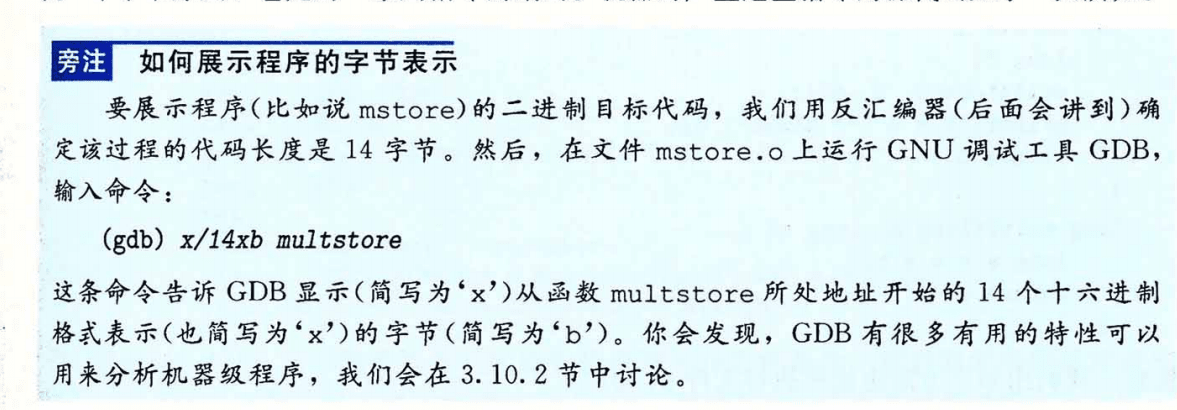 旁注 如何展示程序的字节表示
要展示程序(比如说 mstore)的二进制目标代码，我们用反汇编器(后面会讲到)确
定该过程的代码长度是 14 字节。然后，在文件 mstore.o 上运行 GNU 调试工具 GDB，
输入命令：
(gdb) x/14xb multstore
这条命令告诉 GDB 显示(简写为‘x’)从函数 multstore 所处地址开始的 14 个十六进制
格式表示(也简写为‘x’)的字节(简写为‘b’)。你会发现，GDB 有很多有用的特性可以
用来分析机器级程序，我们会在 3.10.2 节中讨论。